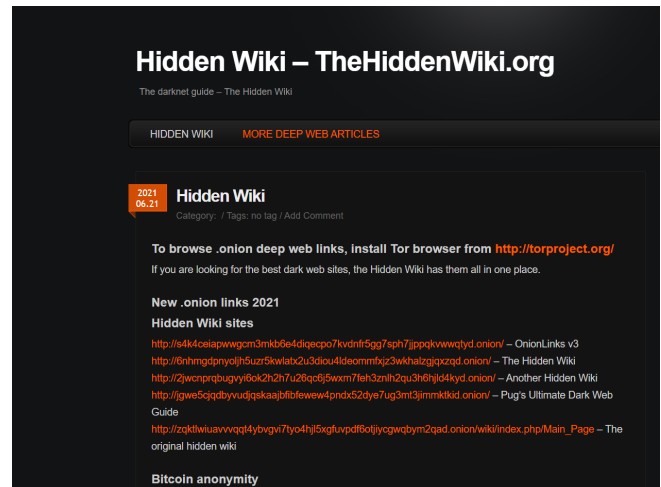 Hidden Wiki – TheHiddenWiki.org
The darknet guide – The Hidden Wiki
HIDDEN WIKI MORE DEEP WEB ARTICLES
2021
06.21
Hidden Wiki
Category: / Tags: no tag / Add Comment
To browse .onion deep web links, install Tor browser from http://torproject.org/
If you are looking for the best dark web sites, the Hidden Wiki has them all in one place.
New .onion links 2021
Hidden Wiki sites
http://s4k4ceiapwwgcm3mkb6e4diqecpo7kvdnfr5gg7sph7jjppqkvwwqtyd.onion/ – OnionLinks v3
http://6nhmgdpnyoljh5uzr5kwlatx2u3diou4ldeommfxjz3wkhalzgjqxzqd.onion/ – The Hidden Wiki
http://2jwcnprqbugvyi6ok2h2h7u26qc6j5wxm7feh3znlh2qu3h6hjld4kyd.onion/ – Another Hidden Wiki
http://jgwe5cjqdbyvudjqskaajbfibfewew4pndx52dye7ug3mt3jimmktkid.onion/ – Pug's Ultimate Dark Web
Guide
http://zqktlwiuavvvqqt4ybvgvi7tyo4hjl5xgfuvpdf6otjiycgwqbym2qad.onion/wiki/index.php/Main_Page – The
original hidden wiki
Bitcoin anonymity